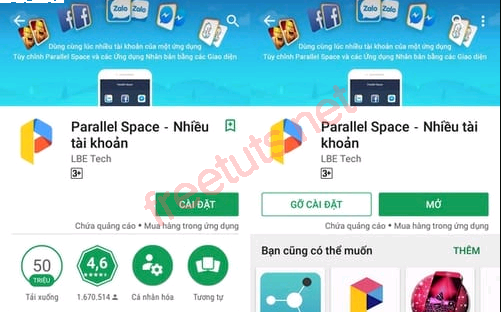 Zalo Zalo
Dùng cùng lúc nhiều tài khoản của một ứng dụng
Tùy chỉnh Parallel Space và các Ứng dụng Nhân bản bằng các Giao diện
Parallel Space - Nhiều
tài khoản
LBE Tech
3+
CÀI ĐẶT
Chứa quảng cáo • Mua hàng trong ứng dụng
50
TRIỆU
Tải xuống
4,6
1.670.514
Cá nhân hóa
Tương tự
Zalo Zalo
Dùng cùng lúc nhiều tài khoản của một ứng dụng
Tùy chỉnh Parallel Space và các Ứng dụng Nhân bản bằng các Giao diện
Parallel Space - Nhiều tài
khoản
LBE Tech
3+
GỠ CÀI ĐẶT
MỞ
Chứa quảng cáo • Mua hàng trong ứng dụng
Bạn cũng có thể muốn
THÊM
freetuts.net